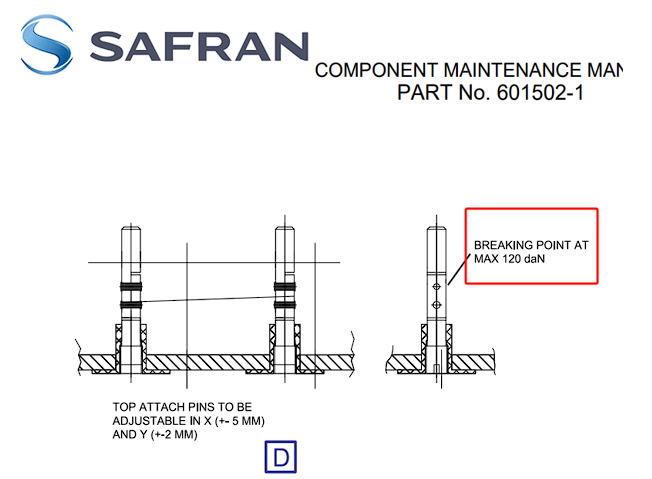 SAFRAN
COMPONENT MAINTENANCE MAN
PART No. 601502-1
BREAKING POINT AT
MAX 120 daN
TOP ATTACH PINS TO BE
ADJUSTABLE IN X (+- 5 MM)
AND Y (+-2 MM)
D